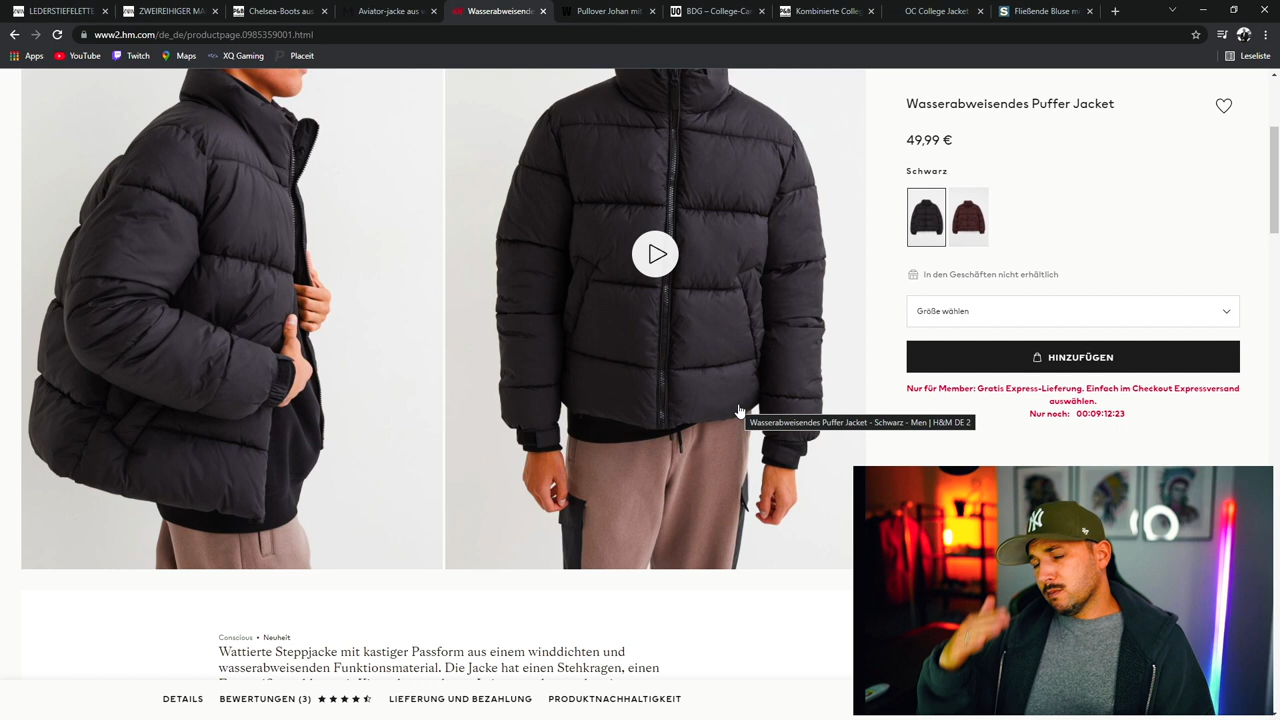 LEDERSTIEFELETTE
ZWEIREIHIGER MA
Chelsea-Boots aus
Aviator-jacke aus w
Wasserabweisende
Pullover Johan mit
BDG – College-Ca
Kombinierte Colleg
OC College Jacket
Fließende Bluse mi
www2.hm.com/de_de/productpage.0985359001.html
Apps
YouTube
Twitch
Maps
XQ Gaming
Placeit
Leseliste
Wasserabweisendes Puffer Jacket
49,99 €
Schwarz
In den Geschäften nicht erhältlich
Größe wählen
HINZUFÜGEN
Nur für Member: Gratis Express-Lieferung. Einfach im Checkout Expressversand
auswählen.
Nur noch: 00:09:12:23
Wasserabweisendes Puffer Jacket - Schwarz - Men | H&M DE 2
Conscious • Neuheit
Wattierte Steppjacke mit kastiger Passform aus einem winddichten und
wasserabweisenden Funktionsmaterial. Die Jacke hat einen Stehkragen, einen
DETAILS
BEWERTUNGEN (3)
LIEFERUNG UND BEZAHLUNG
PRODUKTNACHHALTIGKEIT